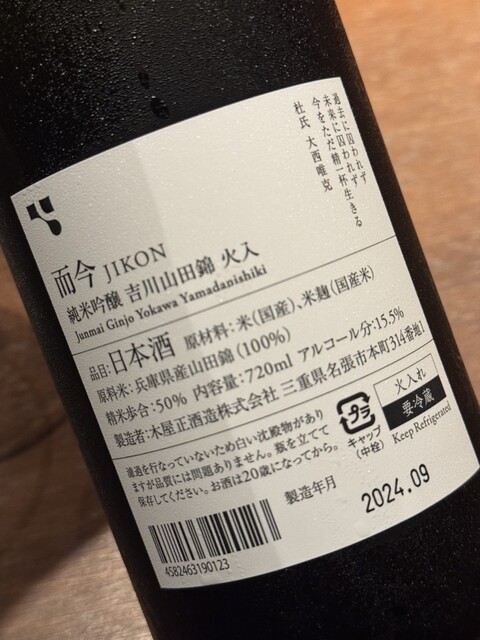 過去に囚われず
未来に囚われず
今をただ精一杯生きる
杜氏 大西唯克
而今 JIKON
純米吟醸 吉川山田錦 火入
Junmai Ginjo Yokawa Yamadanishiki
品目:日本酒 原材料:米(国産)、米麹(国産米)
原料米:兵庫県産山田錦(100%)
精米歩合:50% 内容量:720ml アルコール分:15.5%
製造者:木屋正酒造株式会社 三重県名張市本町314番地1
濾過を行なっていないため白い沈殿物があり
ますが品質には問題ありません。瓶を立てて
保存してください。お酒は20歳になってから。
プラ
キャップ
(中栓)
火入れ
要冷蔵
Keep Refrigerated
製造年月
2024.09
4582463190123